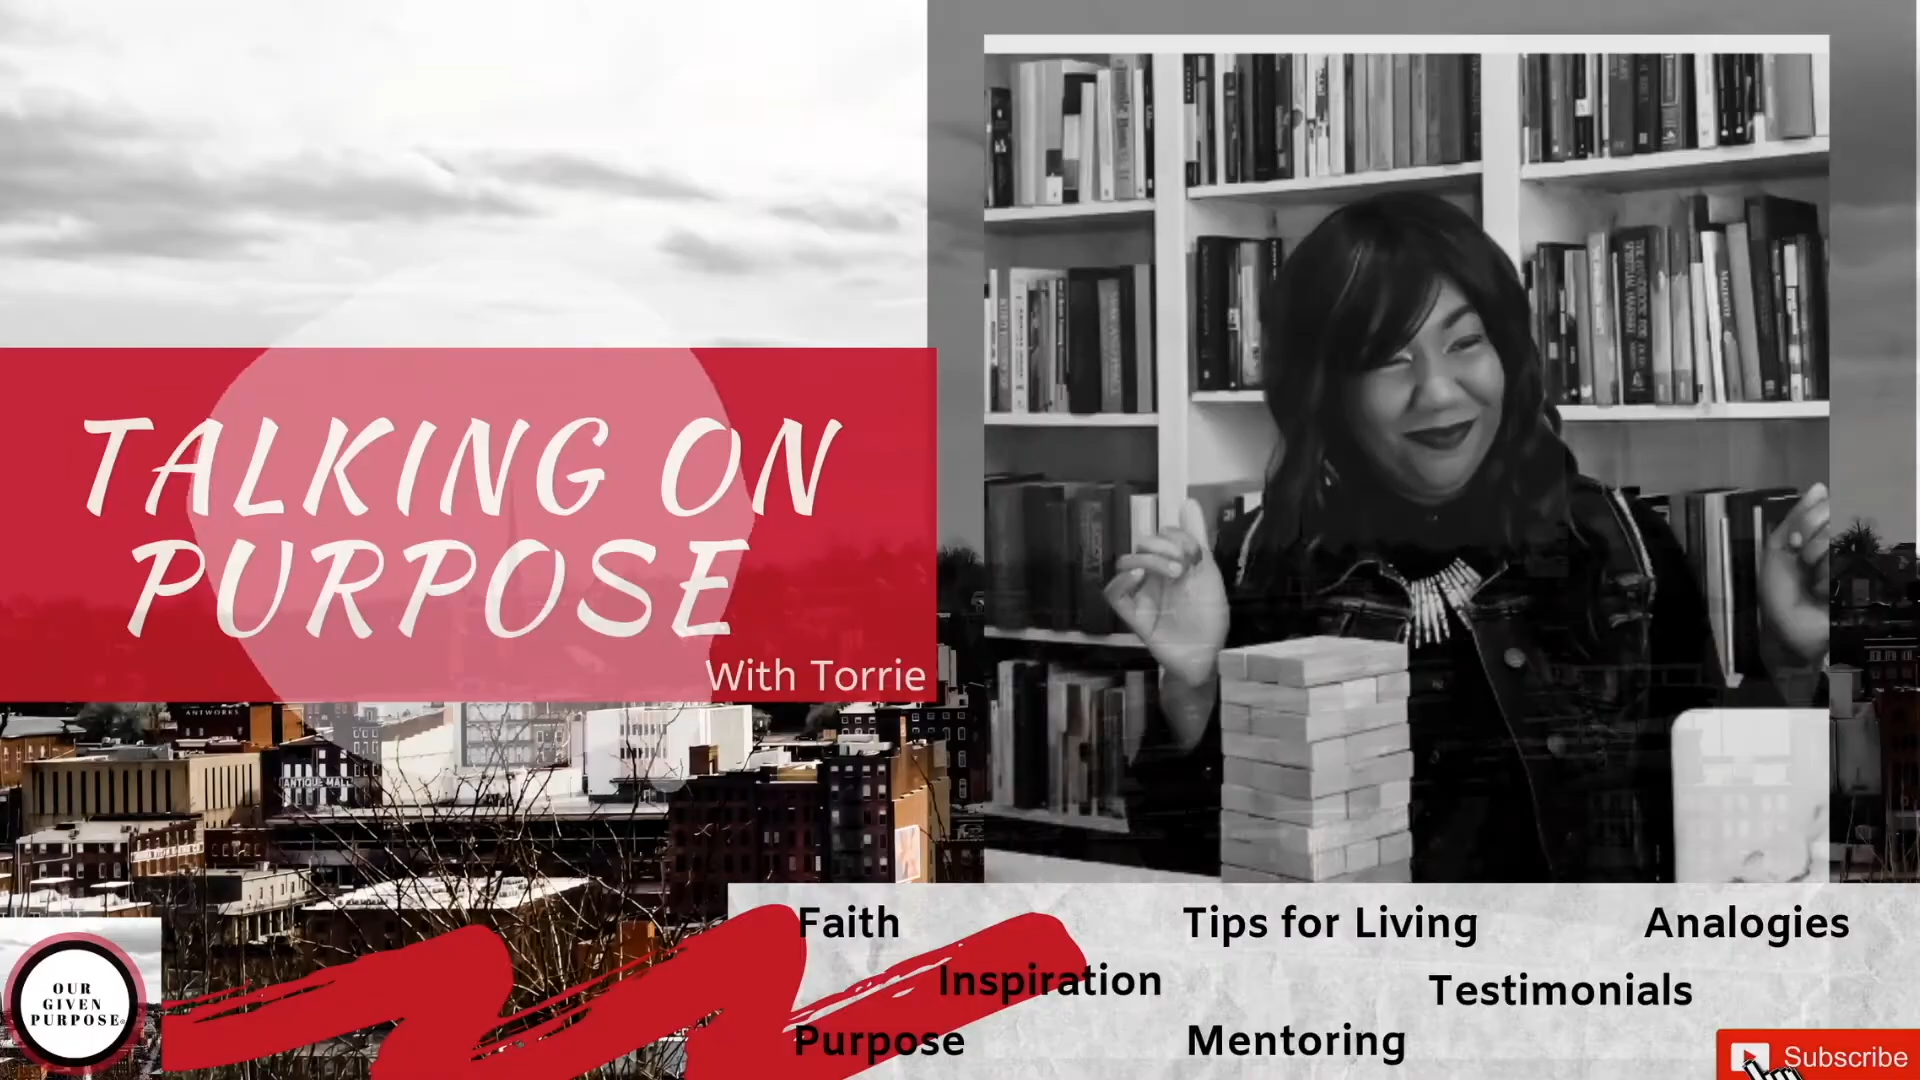 TALKING ON
PURPOSE
With Torrie
ANTWORKS
ANTIQUE MALL
OUR
GIVEN
PURPOSE®
Faith
Tips for Living
Analogies
Inspiration
Testimonials
Purpose
Mentoring
Subscribe